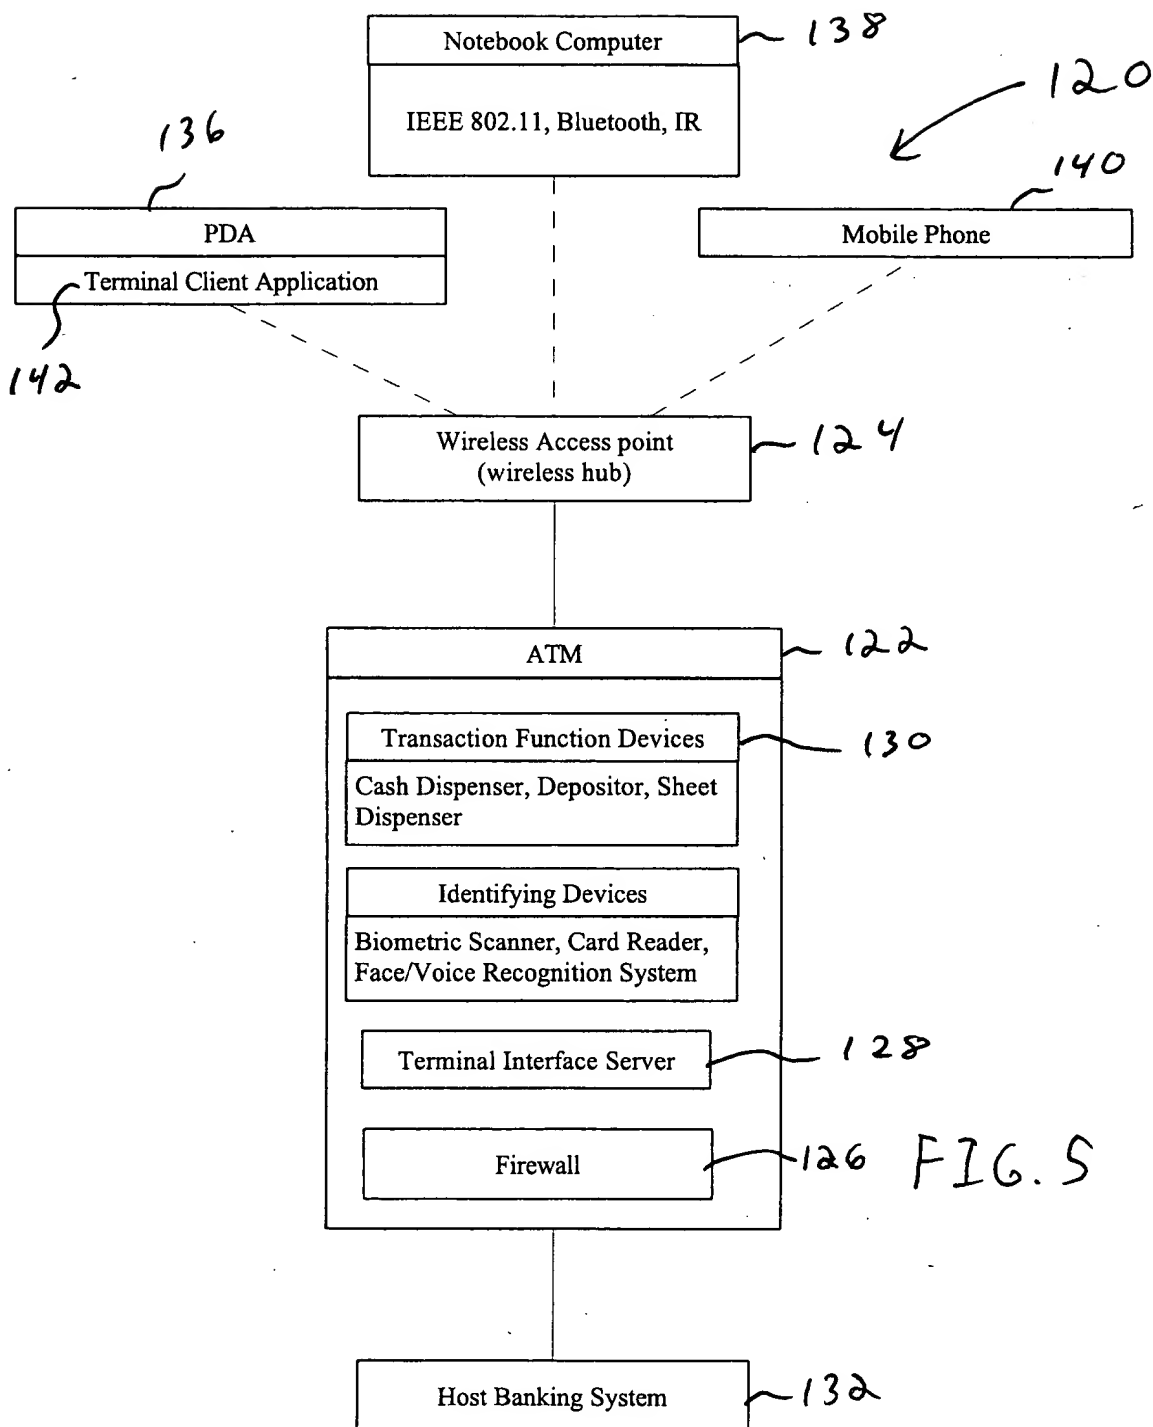 Notebook Computer
138
IEEE 802.11, Bluetooth, IR
120
136
140
PDA
Mobile Phone
Terminal Client Application
142
Wireless Access point
(wireless hub)
124
ATM
122
Transaction Function Devices
130
Cash Dispenser, Depositor, Sheet
Dispenser
Identifying Devices
Biometric Scanner, Card Reader,
Face/Voice Recognition System
Terminal Interface Server
128
Firewall
126
FIG. 5
Host Banking System
132